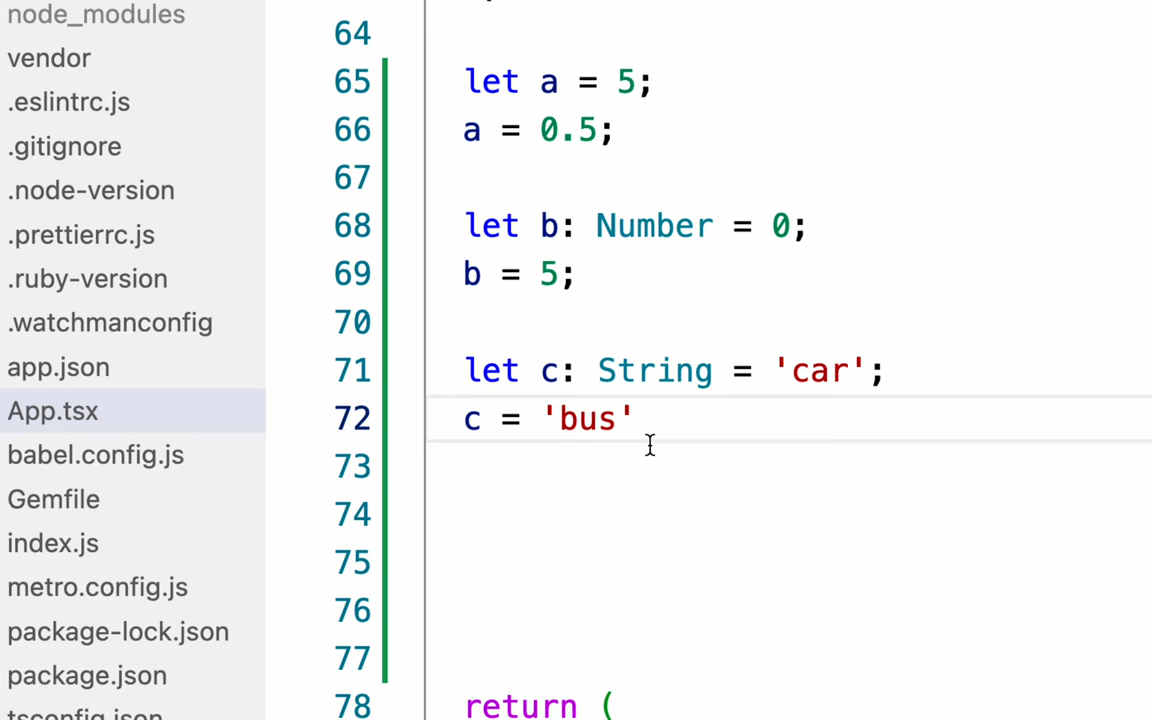 node_modules
vendor
.eslintrc.js
.gitignore
.node-version
.prettierrc.js
.ruby-version
.watchmanconfig
app.json
App.tsx
babel.config.js
Gemfile
index.js
metro.config.js
package-lock.json
package.json
tsconfig.json
64
65 let a = 5;
66 a = 0.5;
67
68 let b: Number = 0;
69 b = 5;
70
71 let c: String = 'car';
72 c = 'bus'
73
74
75
76
77
78 return (